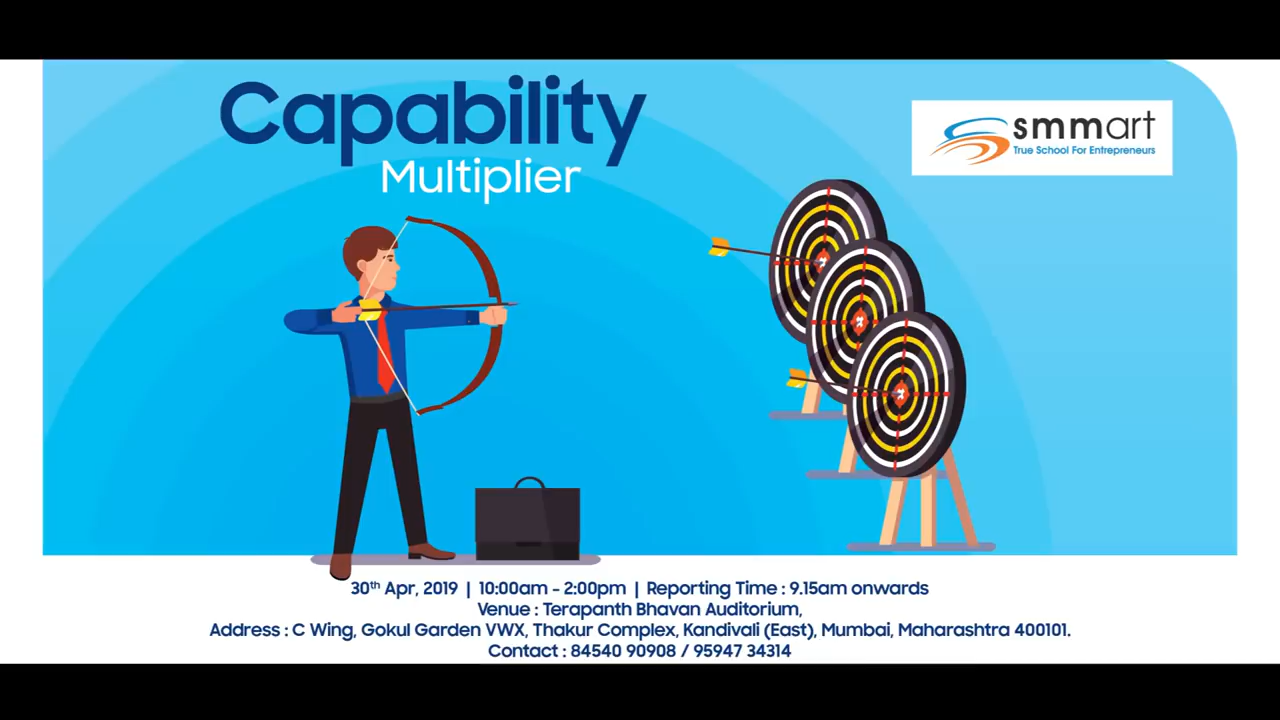 Capability
Multiplier
smmart
True School For Entrepreneurs
30th Apr, 2019 | 10:00am - 2:00pm | Reporting Time : 9.15am onwards
Venue : Terapanth Bhavan Auditorium,
Address : C Wing, Gokul Garden VWX, Thakur Complex, Kandivali (East), Mumbai, Maharashtra 400101.
Contact : 84540 90908 / 95947 34314